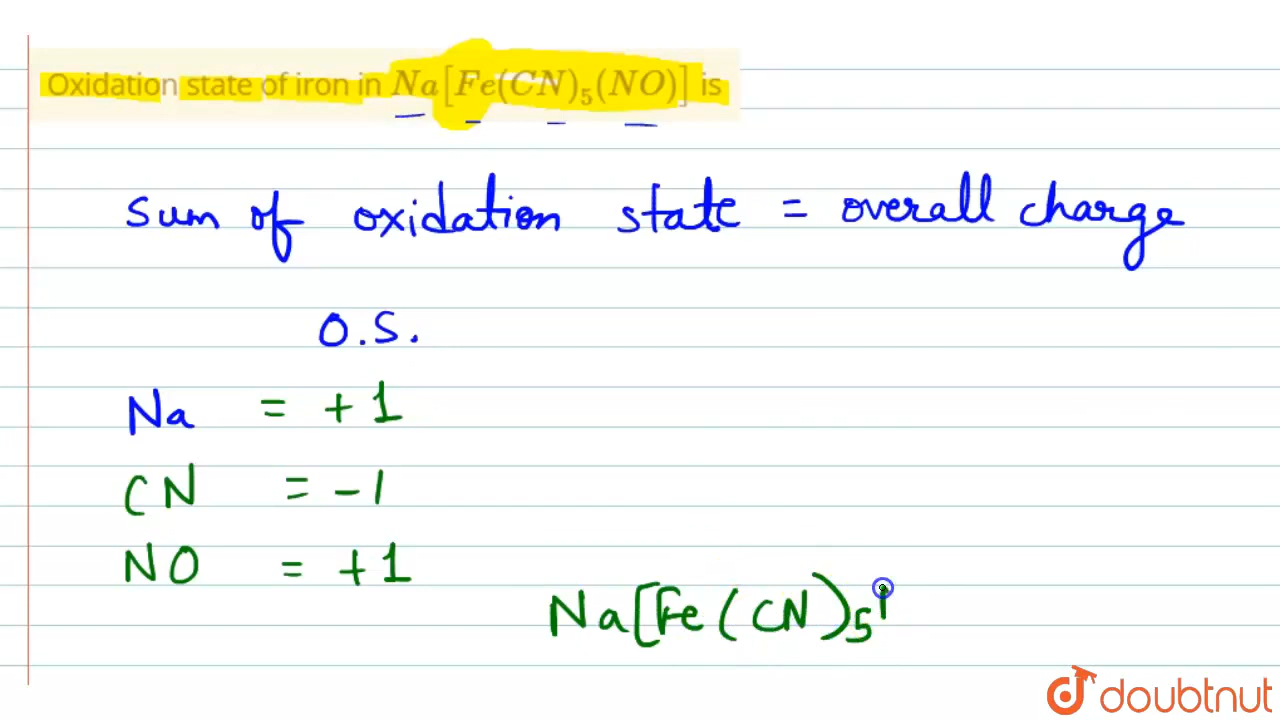 Oxidation state of iron in Na[Fe(CN)₅(NO)] is
sum of oxidation state = overall charge
O.S.
Na = +1
CN = -1
NO = +1
Na[Fe(CN)₅
doubtnut